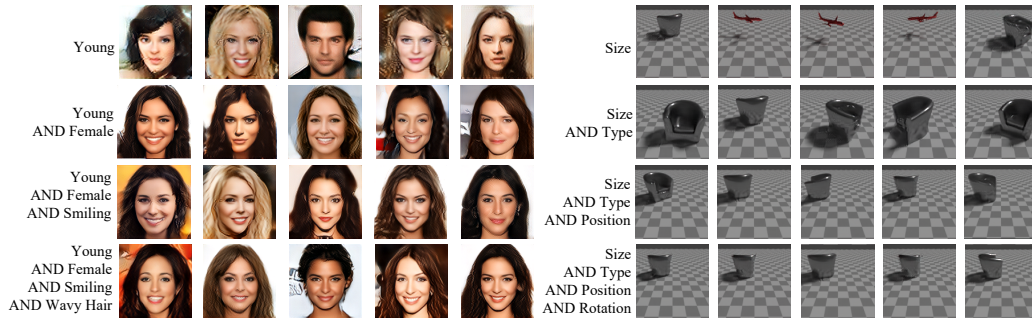 Young
Young
AND Female
Young
AND Female
AND Smiling
Young
AND Female
AND Smiling
AND Wavy Hair
Size
Size
AND Type
Size
AND Type
AND Position
Size
AND Type
AND Position
AND Rotation